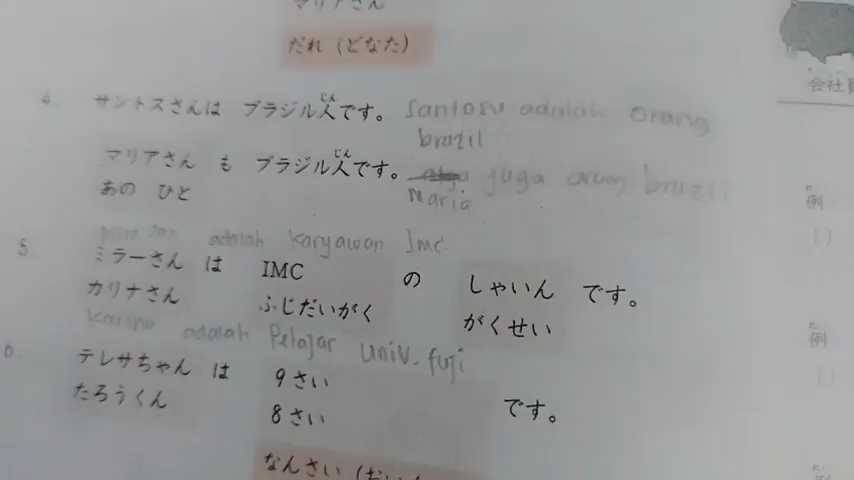 マリアさん
だれ（どなた）
会社員
4. サントスさんは ブラジル人です。 Santosu adalah orang
じん
brazil
マリアさん も ブラジル人です。 juga orang brazil
じん
あの ひと Maria
例
adalah karyawan Imc.
5. ミラーさん は IMC の しゃいん です。
カリナさん ふじだいがく がくせい
Karina adalah Pelajar univ. fuji
例
6. テレサちゃん は 9さい です。
たろうくん 8さい
なんさい